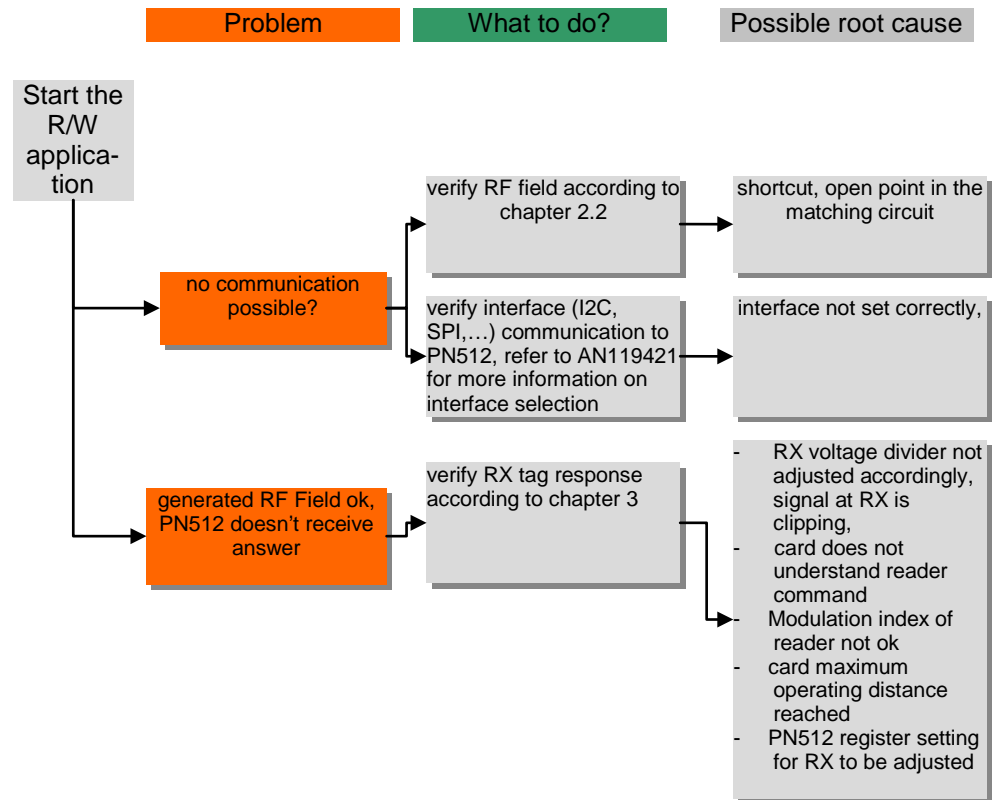 Problem
What to do?
Possible root cause
Start the
R/W
applica-
tion
verify RF field according to
chapter 2.2
shortcut, open point in the
matching circuit
no communication
possible?
verify interface (I2C,
SPI,…) communication to
PN512, refer to AN119421
for more information on
interface selection
interface not set correctly,
generated RF Field ok,
PN512 doesn't receive
answer
verify RX tag response
according to chapter 3
- RX voltage divider not
adjusted accordingly,
signal at RX is
clipping,
- card does not
understand reader
command
- Modulation index of
reader not ok
- card maximum
operating distance
reached
- PN512 register setting
for RX to be adjusted